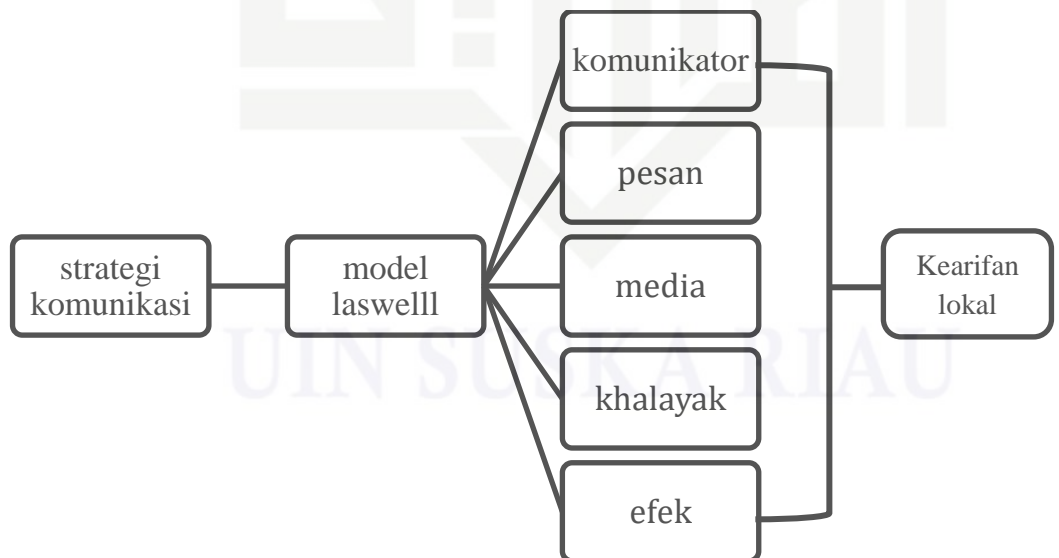 strategi
komunikasi
model
laswelll
komunikator
pesan
media
khalayak
efek
Kearifan
lokal
UIN SUSKA RIAU